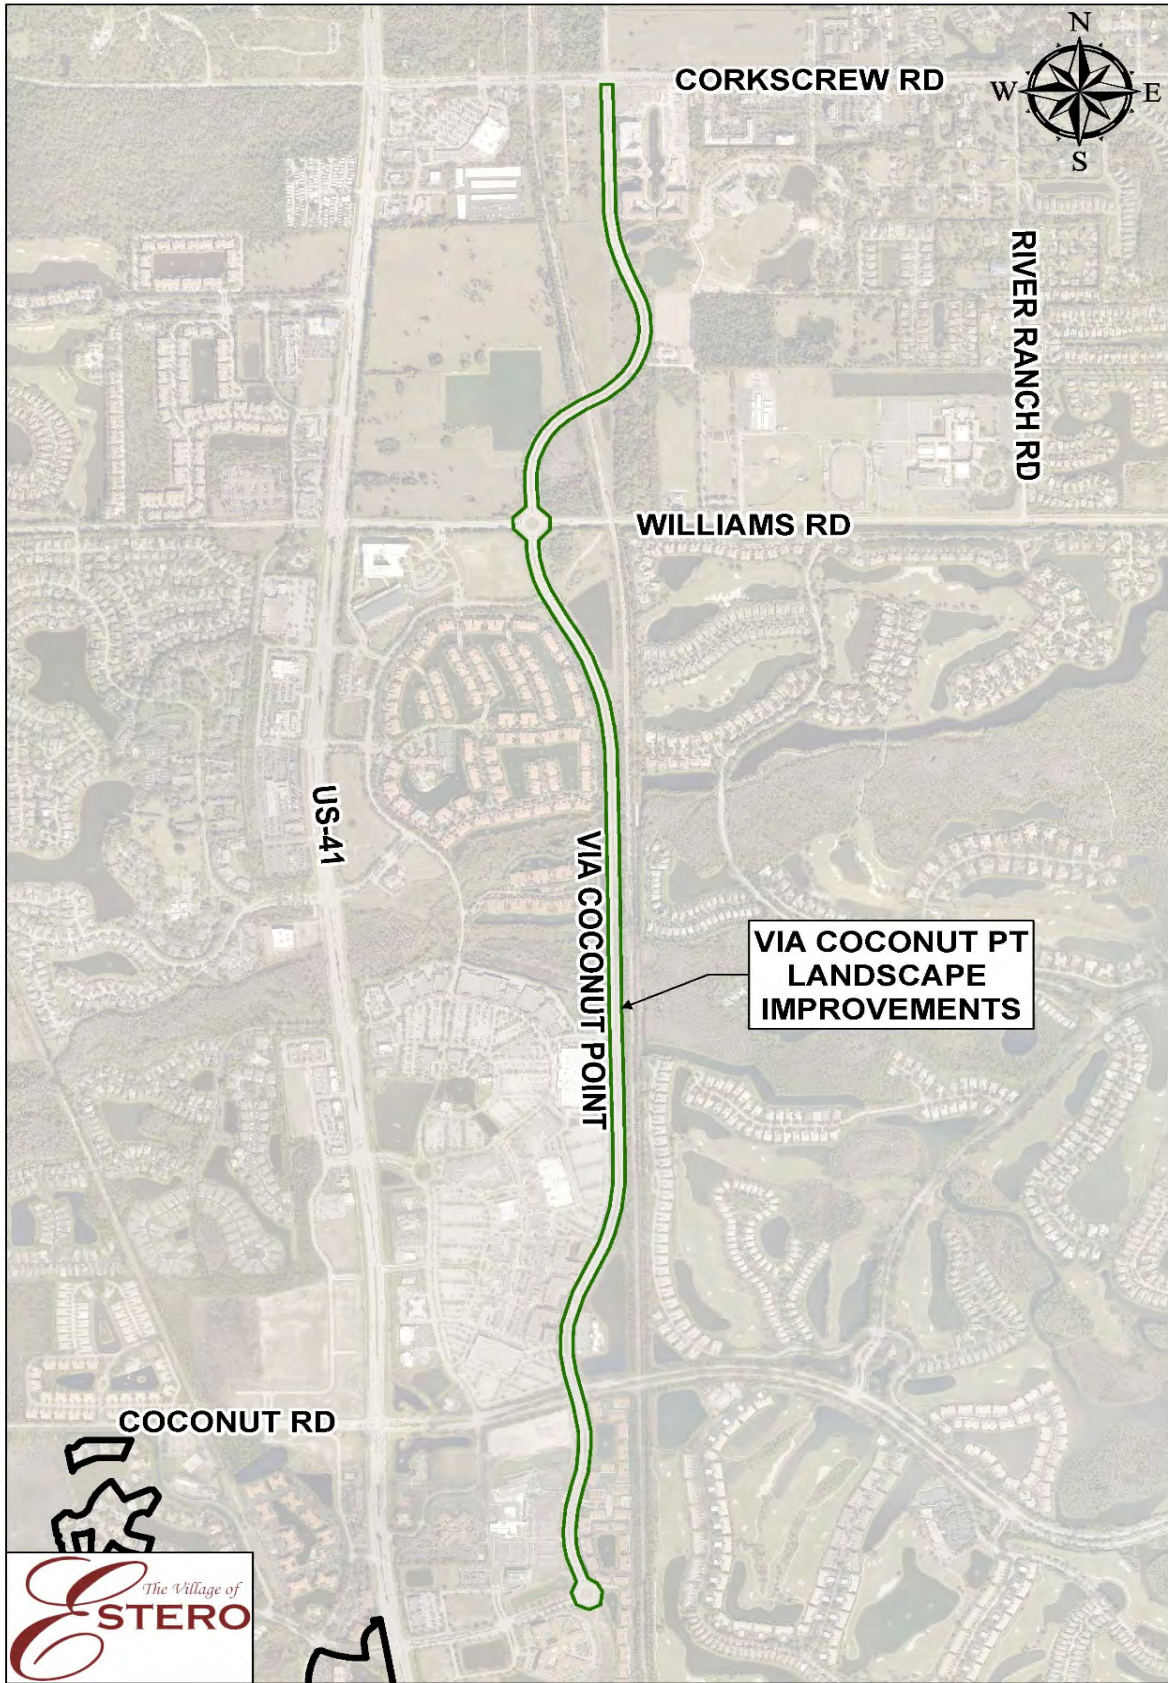 N
CORKSCREW RD
W
E
S
RIVER RANCH RD
WILLIAMS RD
US-41
VIA COCONUT POINT
VIA COCONUT PT
LANDSCAPE
IMPROVEMENTS
COCONUT RD
The Village of
ESTERO